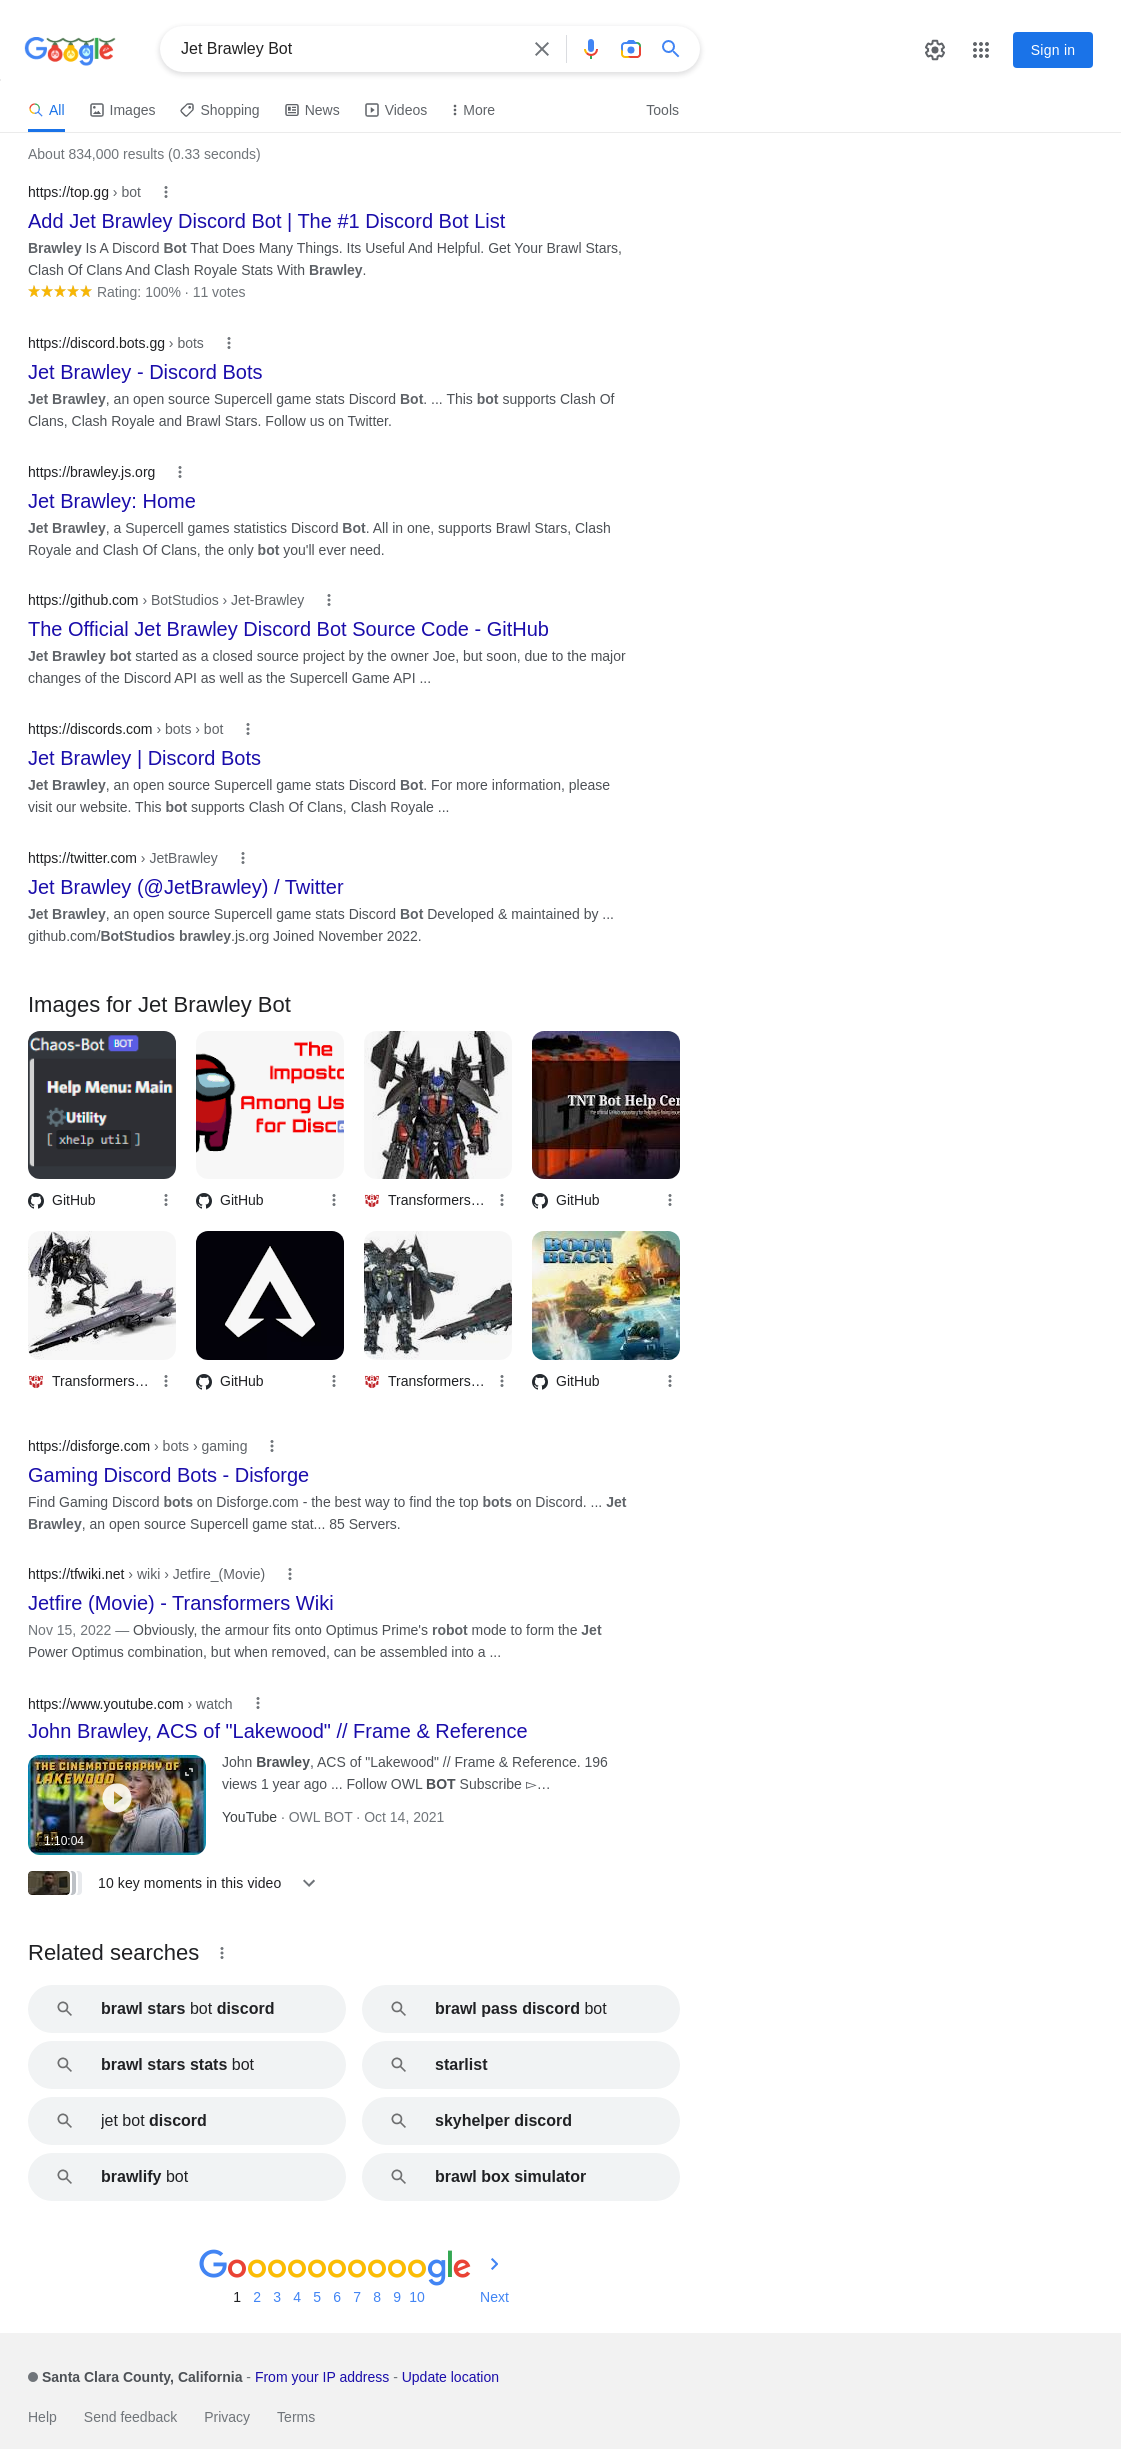 Google
Jet Brawley Bot
Sign in
All
Images
Shopping
News
Videos
More
Tools
About 834,000 results (0.33 seconds)
https://top.gg › bot
Add Jet Brawley Discord Bot | The #1 Discord Bot List
Brawley Is A Discord Bot That Does Many Things. Its Useful And Helpful. Get Your Brawl Stars,
Clash Of Clans And Clash Royale Stats With Brawley.
Rating: 100% · 11 votes
https://discord.bots.gg › bots
Jet Brawley - Discord Bots
Jet Brawley, an open source Supercell game stats Discord Bot. ... This bot supports Clash Of
Clans, Clash Royale and Brawl Stars. Follow us on Twitter.
https://brawley.js.org
Jet Brawley: Home
Jet Brawley, a Supercell games statistics Discord Bot. All in one, supports Brawl Stars, Clash
Royale and Clash Of Clans, the only bot you'll ever need.
https://github.com › BotStudios › Jet-Brawley
The Official Jet Brawley Discord Bot Source Code - GitHub
Jet Brawley bot started as a closed source project by the owner Joe, but soon, due to the major
changes of the Discord API as well as the Supercell Game API ...
https://discords.com › bots › bot
Jet Brawley | Discord Bots
Jet Brawley, an open source Supercell game stats Discord Bot. For more information, please
visit our website. This bot supports Clash Of Clans, Clash Royale ...
https://twitter.com › JetBrawley
Jet Brawley (@JetBrawley) / Twitter
Jet Brawley, an open source Supercell game stats Discord Bot Developed & maintained by ...
github.com/BotStudios brawley.js.org Joined November 2022.
Images for Jet Brawley Bot
Chaos-Bot BOT
Help Menu: Main
Utility
[ xhelp util ]
The
Imposto
Among Us
for Disc
TNT Bot Help Cen
GitHub
GitHub
Transformers…
GitHub
BOOM
BEACH
Transformers…
GitHub
Transformers…
GitHub
https://disforge.com › bots › gaming
Gaming Discord Bots - Disforge
Find Gaming Discord bots on Disforge.com - the best way to find the top bots on Discord. ... Jet
Brawley, an open source Supercell game stat... 85 Servers.
https://tfwiki.net › wiki › Jetfire_(Movie)
Jetfire (Movie) - Transformers Wiki
Nov 15, 2022 — Obviously, the armour fits onto Optimus Prime's robot mode to form the Jet
Power Optimus combination, but when removed, can be assembled into a ...
https://www.youtube.com › watch
John Brawley, ACS of "Lakewood" // Frame & Reference
THE CINEMATOGRAPHY OF
LAKEWOOD
1:10:04
John Brawley, ACS of "Lakewood" // Frame & Reference. 196
views 1 year ago ... Follow OWL BOT Subscribe ▻…
YouTube · OWL BOT · Oct 14, 2021
10 key moments in this video
Related searches
brawl stars bot discord
brawl pass discord bot
brawl stars stats bot
starlist
jet bot discord
skyhelper discord
brawlify bot
brawl box simulator
Goooooooooogle
1 2 3 4 5 6 7 8 9 10 Next
Santa Clara County, California - From your IP address - Update location
Help Send feedback Privacy Terms